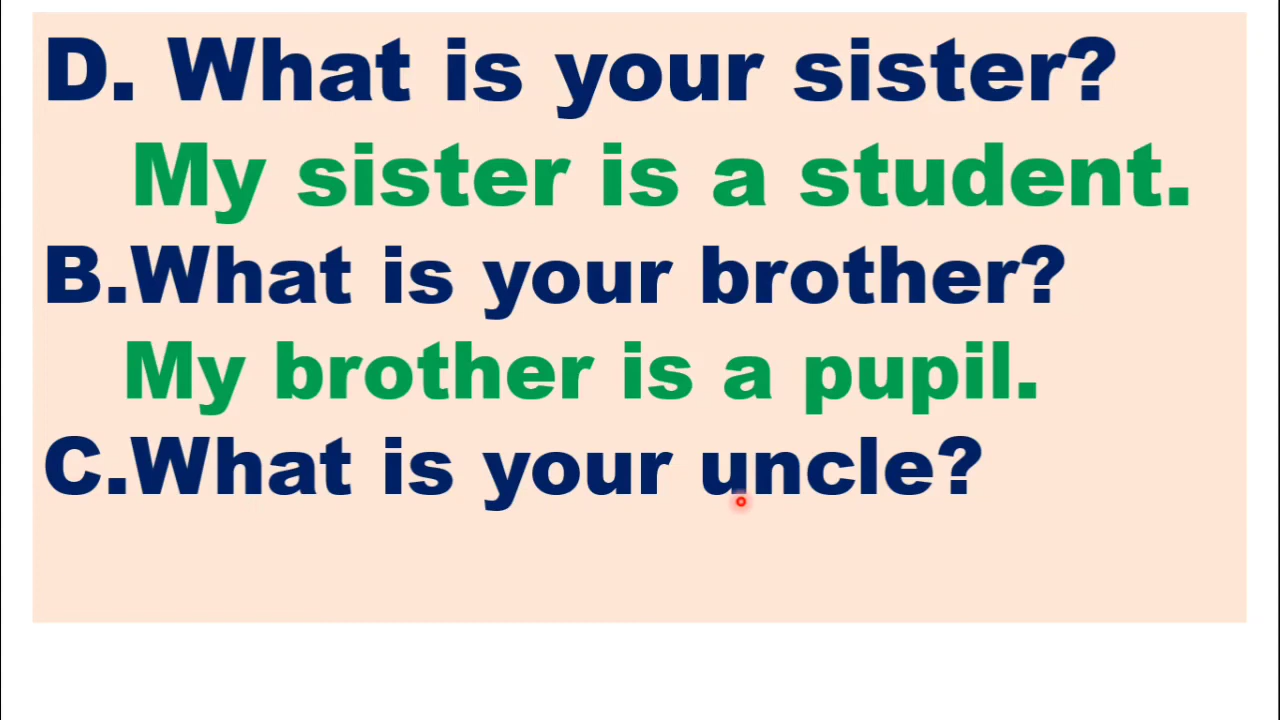 D. What is your sister?
My sister is a student.
B.What is your brother?
My brother is a pupil.
C.What is your uncle?